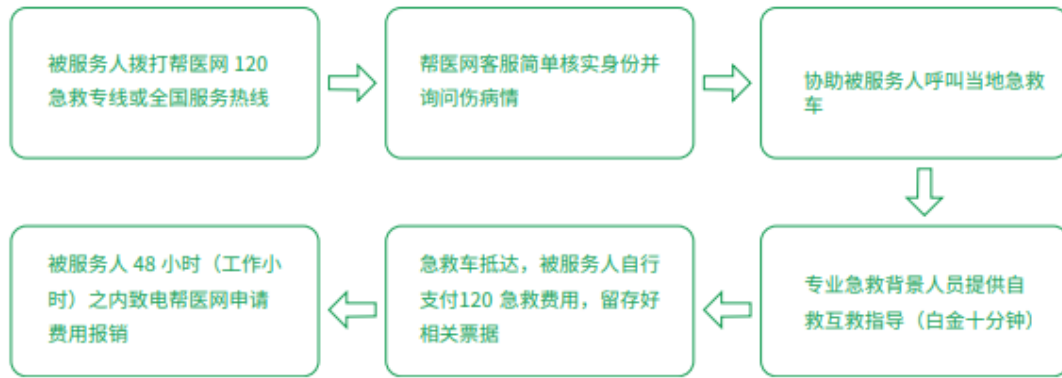 被服务人拨打帮医网 120
急救专线或全国服务热线
帮医网客服简单核实身份并
询问伤病情
协助被服务人呼叫当地急救
车
专业急救背景人员提供自
救互救指导（白金十分钟）
急救车抵达，被服务人自行
支付120 急救费用，留存好
相关票据
被服务人 48 小时（工作小
时）之内致电帮医网申请
费用报销